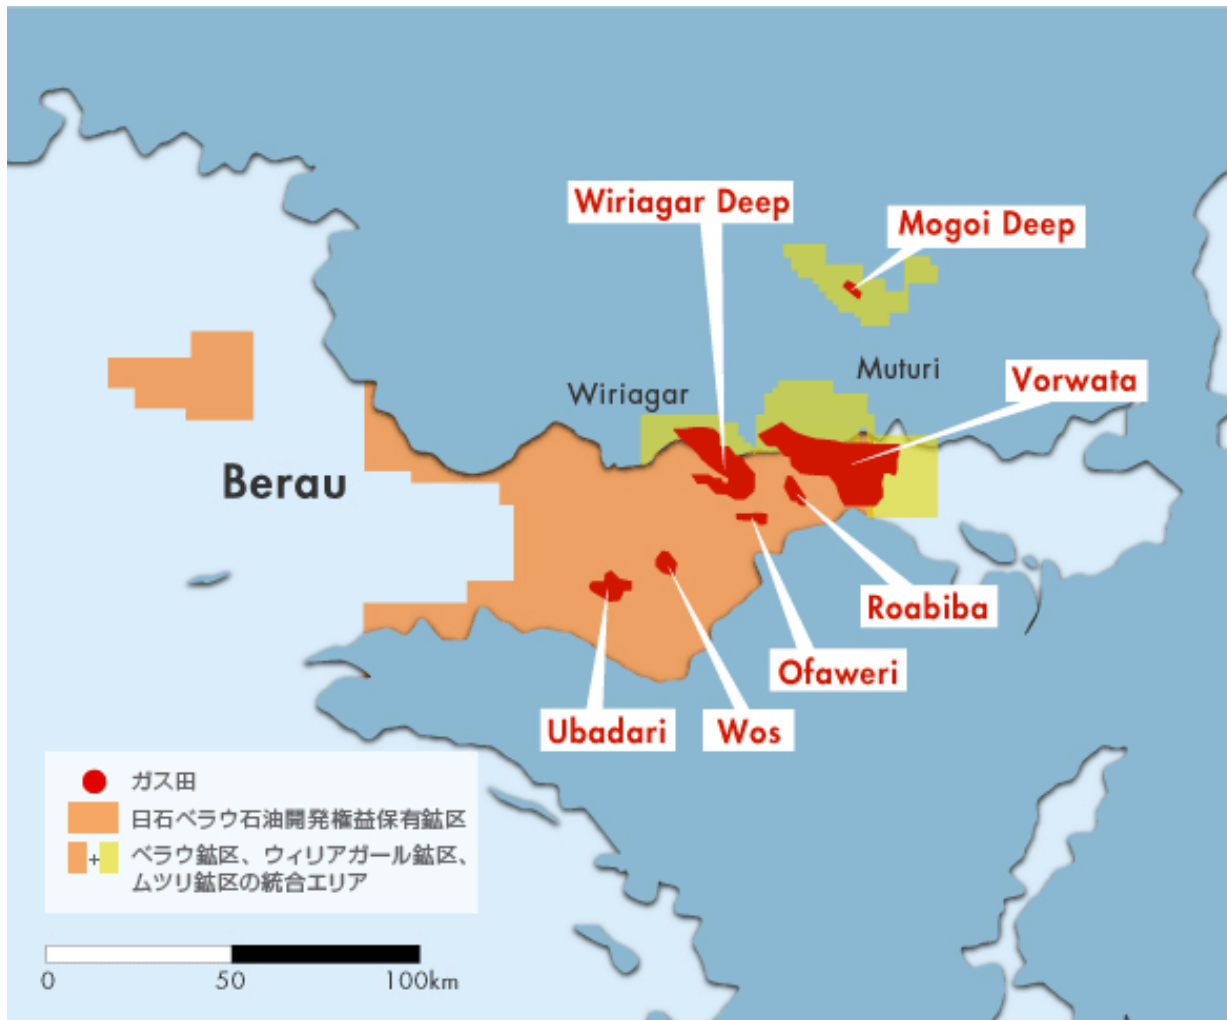 Wiriagar Deep
Mogoi Deep
Muturi
Vorwata
Wiriagar
Berau
Roabiba
Ofaweri
Ubadari
Wos
ガス田
日石ベラウ石油開発権益保有鉱区
+
ベラウ鉱区、ウィリアガール鉱区、
ムツリ鉱区の統合エリア
0 50 100km